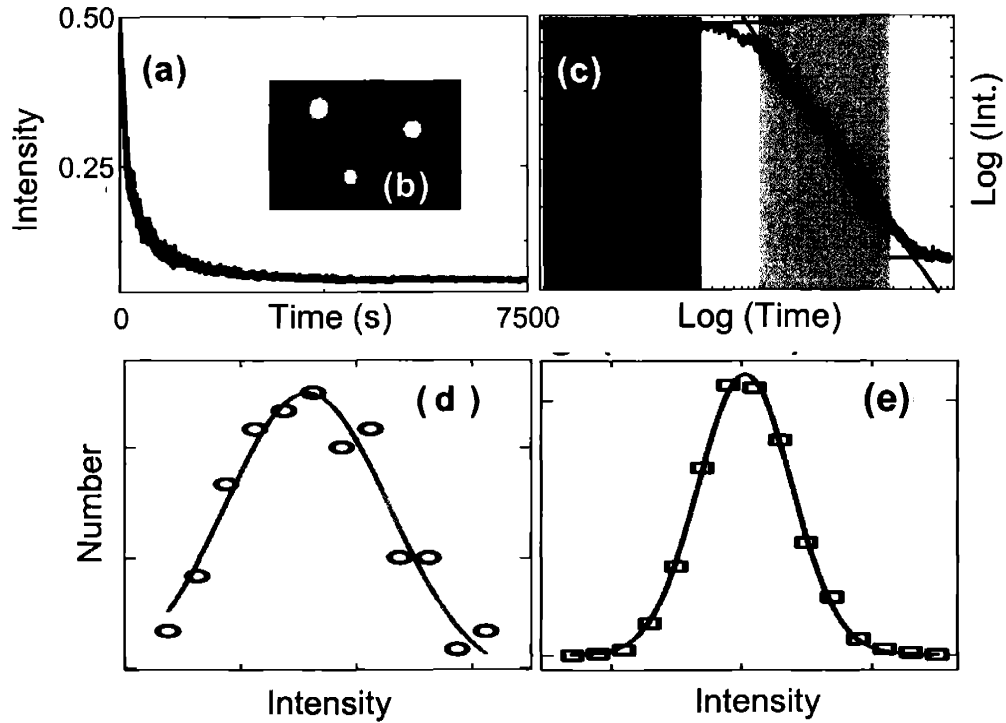 0.50
(a)
(c)
Intensity
0.25
(b)
Log (Int.)
0
Time (s)
7500
Log (Time)
(d)
(e)
Number
Intensity
Intensity